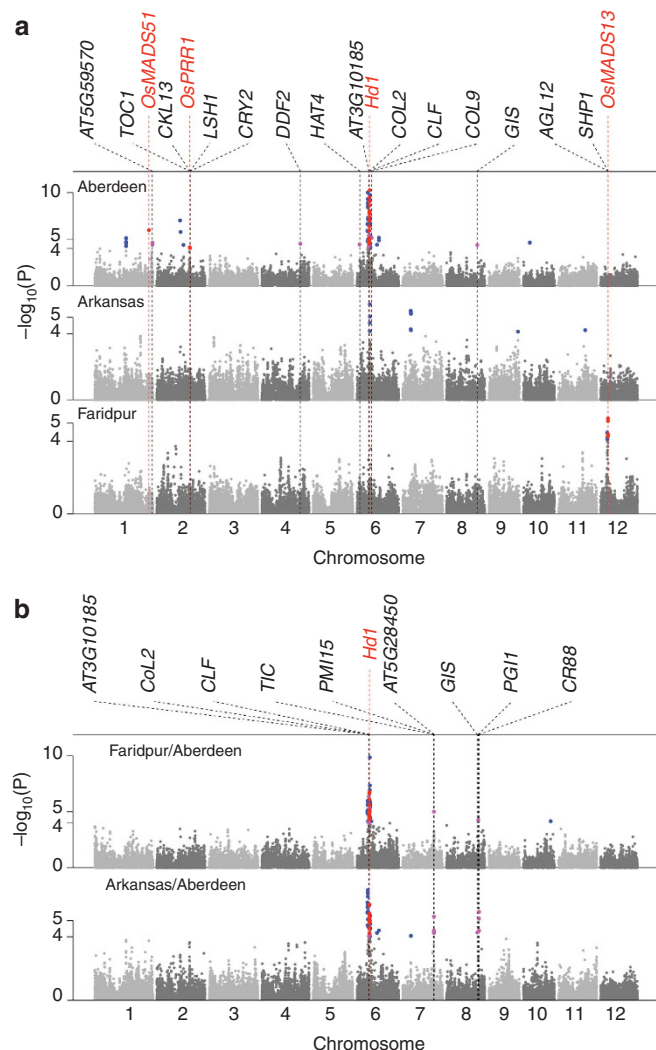 a
AT5G59570
TOC1
OsMADS51
CKL13
OsPRR1
LSH1
CRY2
DDF2
HAT4
AT3G10185
Hd1
COL2
CLF
COL9
GIS
AGL12
SHP1
OsMADS13
Aberdeen
10
5
4
0
Arkansas
5
4
0
Faridpur
5
4
0
–log10(P)
1 2 3 4 5 6 7 8 9 10 11 12
Chromosome
b
AT3G10185
CoL2
CLF
TIC
PMI15
Hd1
AT5G28450
GIS
PGI1
CR88
Faridpur/Aberdeen
10
5
4
0
Arkansas/Aberdeen
5
4
0
–log10(P)
1 2 3 4 5 6 7 8 9 10 11 12
Chromosome